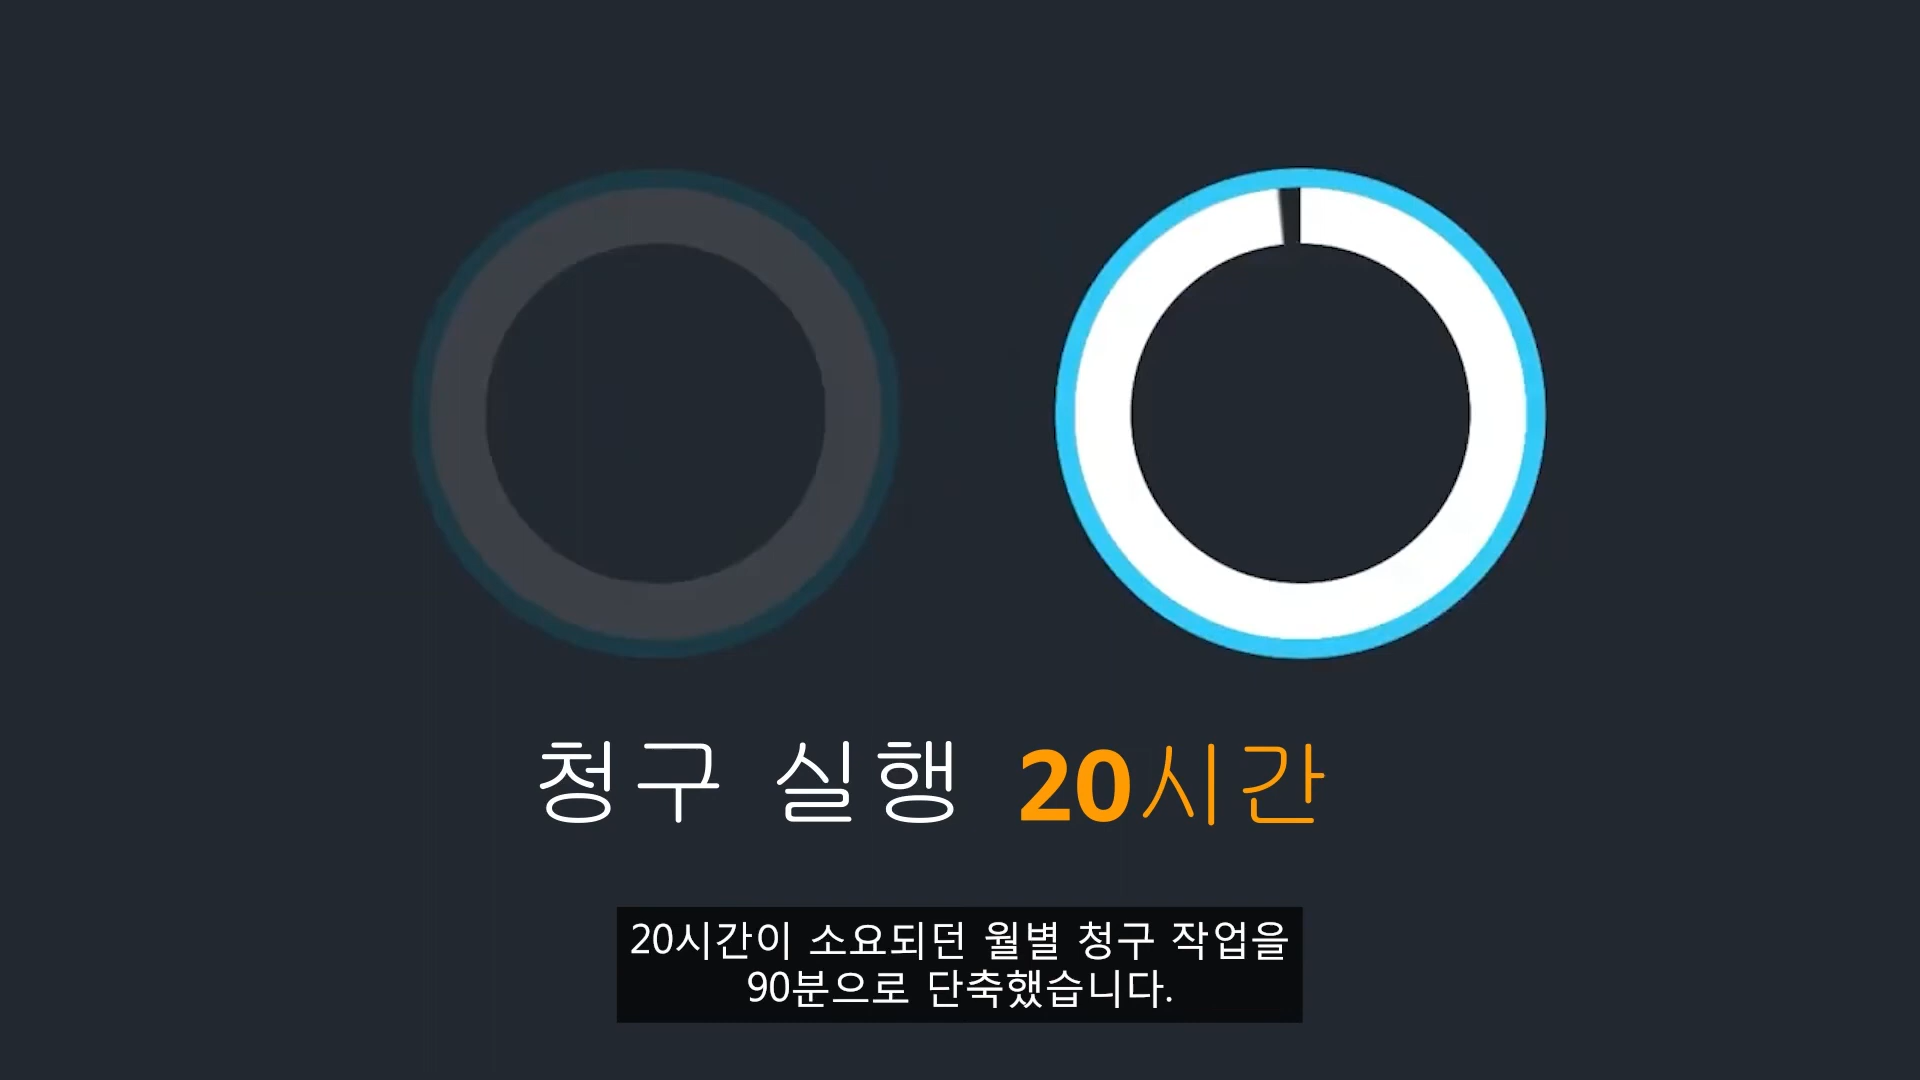 청구 실행 20시간
20시간이 소요되던 월별 청구 작업을
90분으로 단축했습니다.